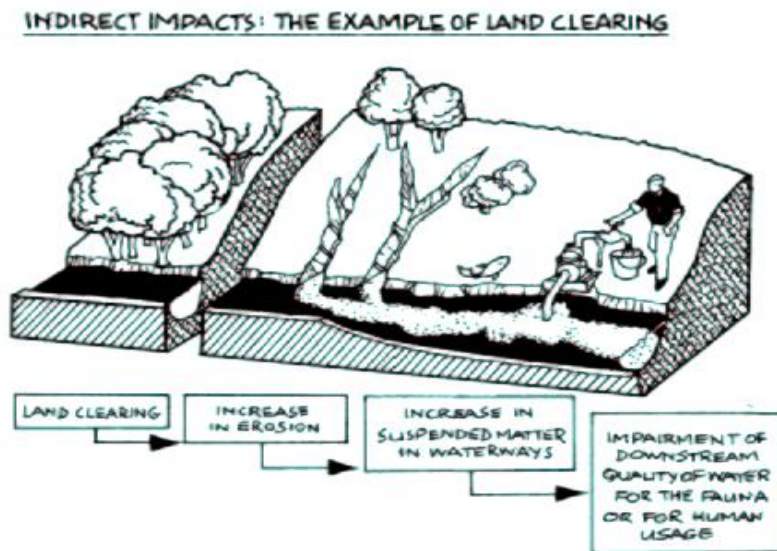 INDIRECT IMPACTS: THE EXAMPLE OF LAND CLEARING
LAND CLEARING
INCREASE
IN EROSION
INCREASE IN
SUSPENDED MATTER
IN WATERWAYS
IMPAIRMENT OF
DOWNSTREAM
QUALITY OF WATER
FOR THE FAUNA
OR FOR HUMAN
USAGE